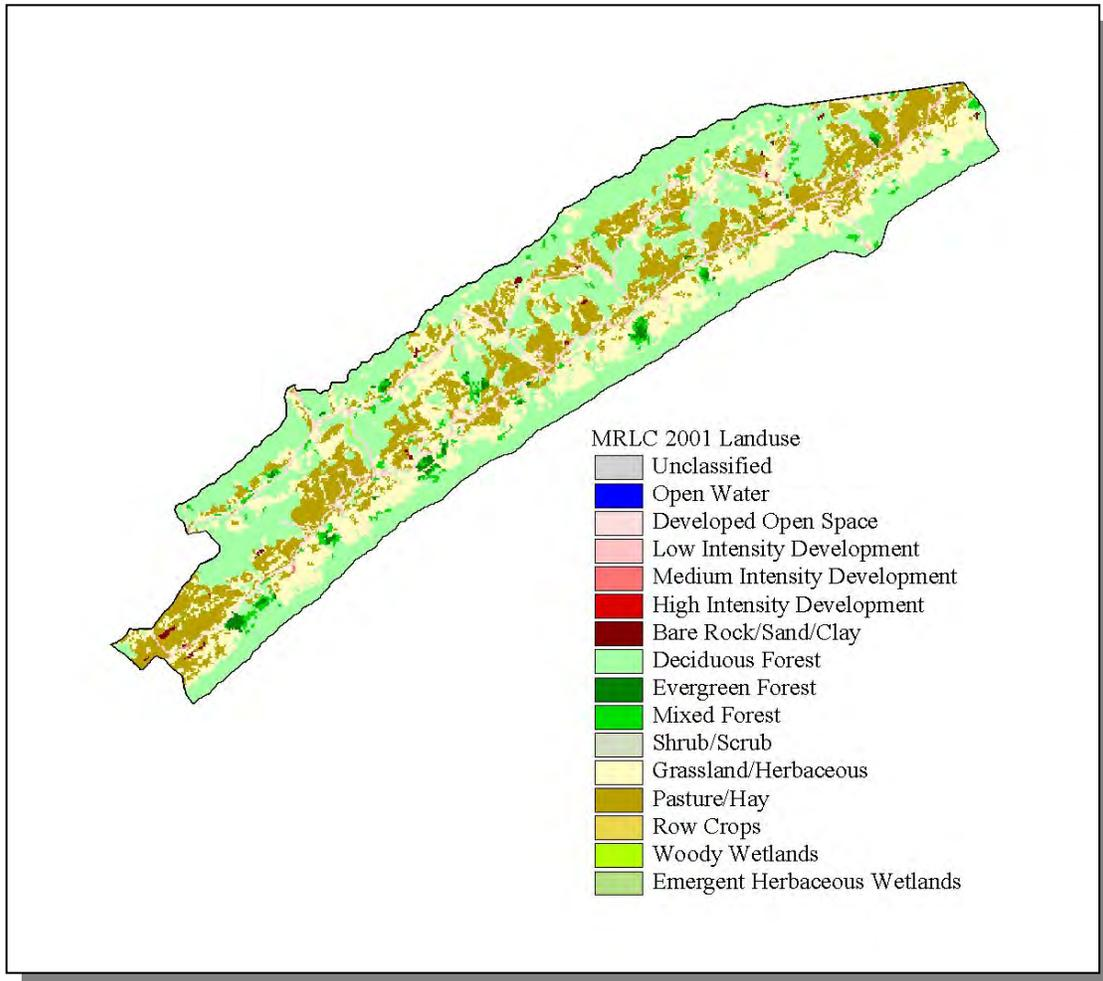 MRLC 2001 Landuse
Unclassified
Open Water
Developed Open Space
Low Intensity Development
Medium Intensity Development
High Intensity Development
Bare Rock/Sand/Clay
Deciduous Forest
Evergreen Forest
Mixed Forest
Shrub/Scrub
Grassland/Herbaceous
Pasture/Hay
Row Crops
Woody Wetlands
Emergent Herbaceous Wetlands